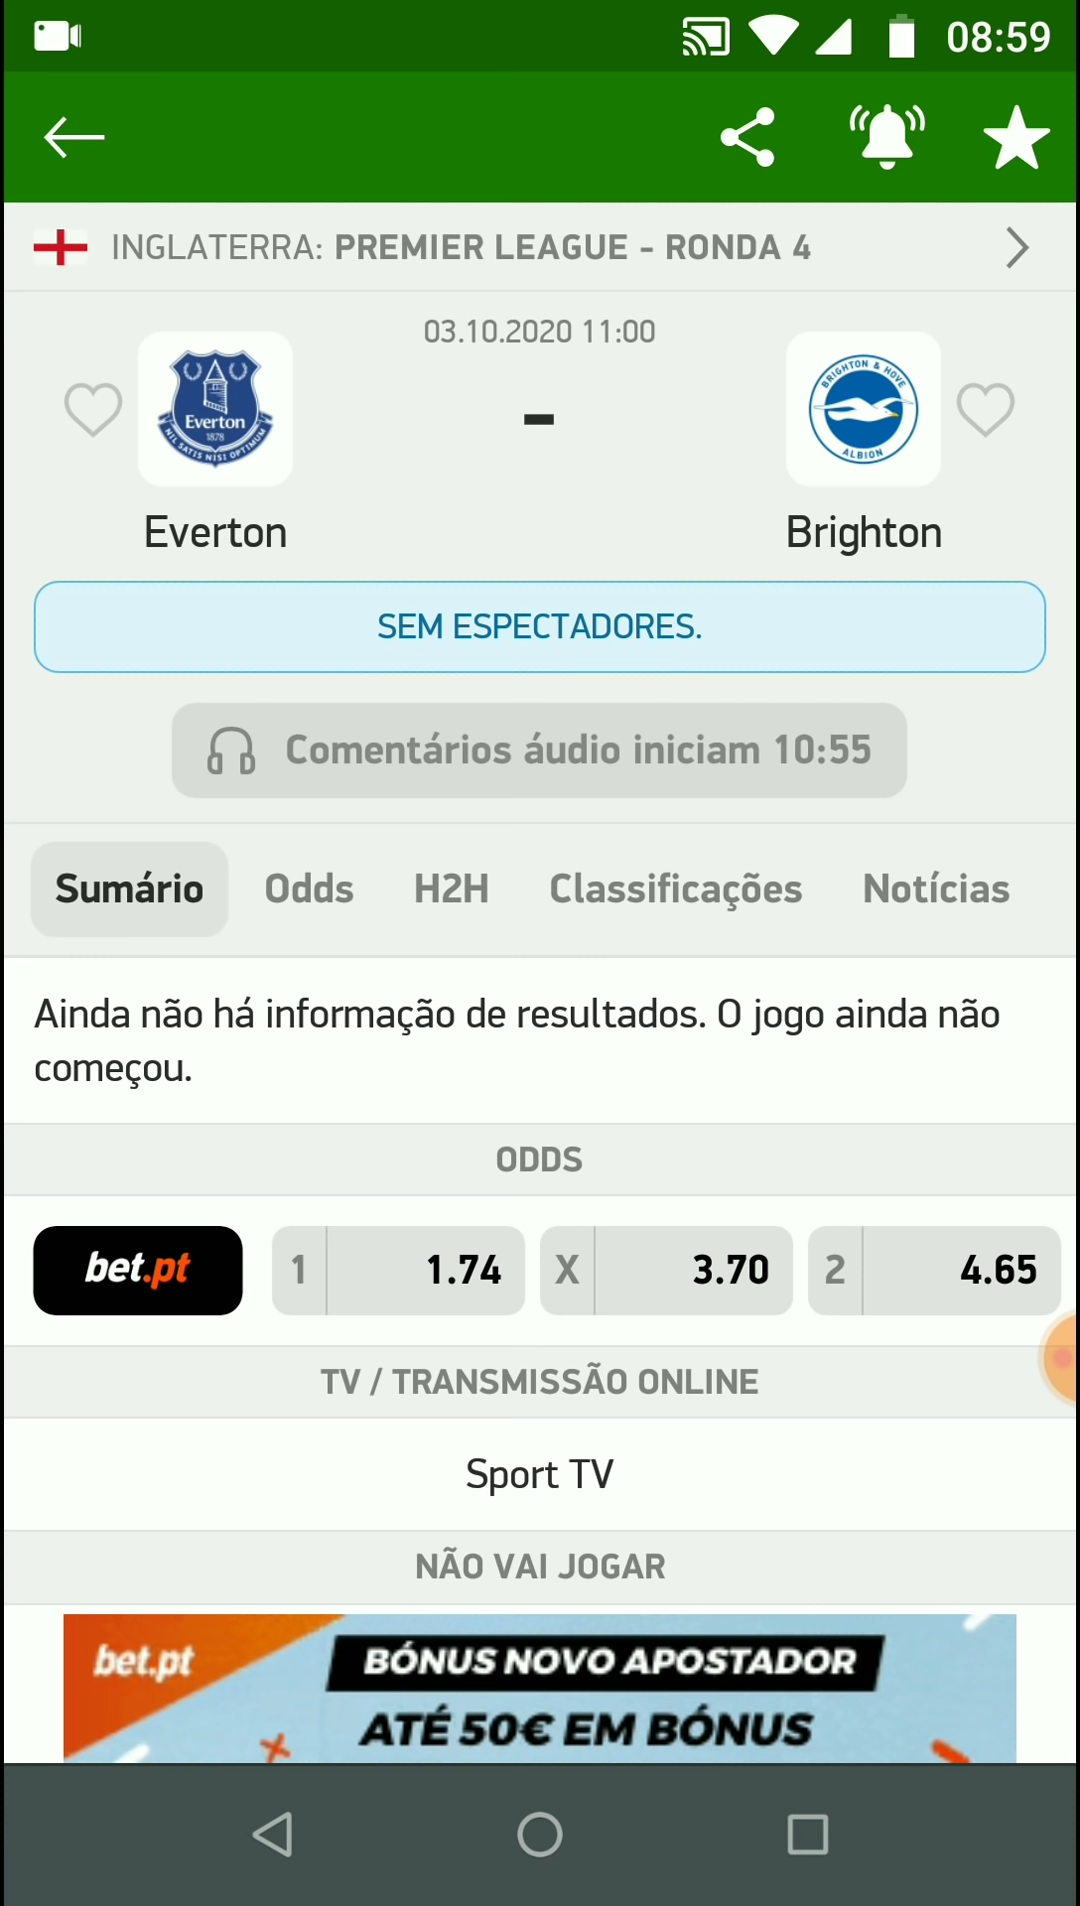 08:59
INGLATERRA: PREMIER LEAGUE - RONDA 4
03.10.2020 11:00
-
Everton
1878
NIL SATIS NISI OPTIMUM
BRIGHTON & HOVE
ALBION
Everton
Brighton
SEM ESPECTADORES.
Comentários áudio iniciam 10:55
Sumário Odds H2H Classificações Notícias
Ainda não há informação de resultados. O jogo ainda não
começou.
ODDS
bet.pt 1 1.74 X 3.70 2 4.65
TV / TRANSMISSÃO ONLINE
Sport TV
NÃO VAI JOGAR
bet.pt BÓNUS NOVO APOSTADOR
ATÉ 50€ EM BÓNUS